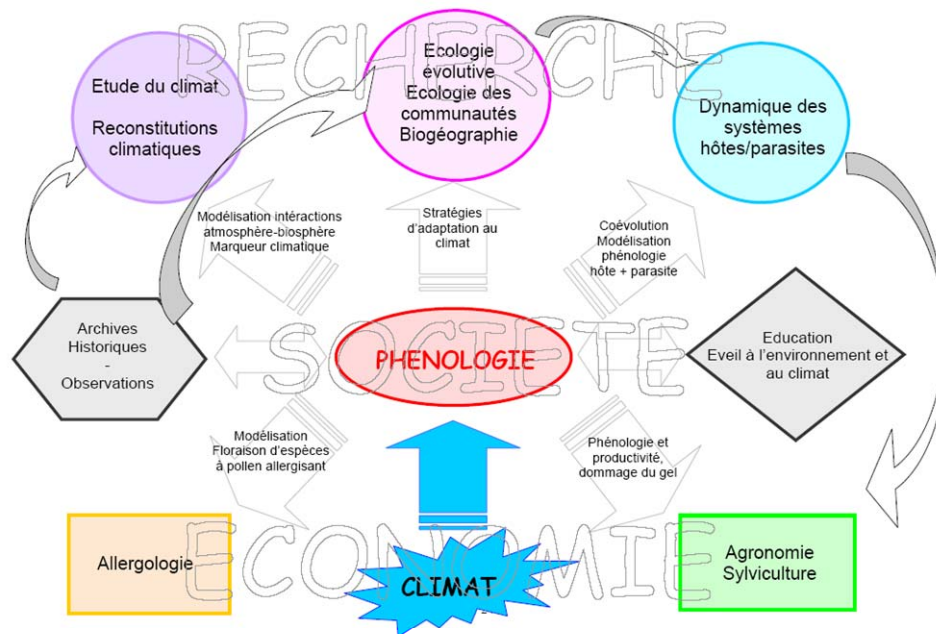 RECHERCHE
Etude du climat
Reconstitutions
climatiques
Ecologie
évolutive
Ecologie des
communautés
Biogéographie
Dynamique des
systèmes
hôtes/parasites
Modélisation intéractions
atmosphère-biosphère
Marqueur climatique
Stratégies
d'adaptation au
climat
Coévolution
Modélisation
phénologie
hôte + parasite
SOCIETE
Archives
Historiques
-
Observations
PHENOLOGIE
Education
Eveil à l'environnement et
au climat
Modélisation
Floraison d'espèces
à pollen allergisant
Phénologie et
productivité,
dommage du gel
ECONOMIE
Allergologie
CLIMAT
Agronomie
Sylviculture